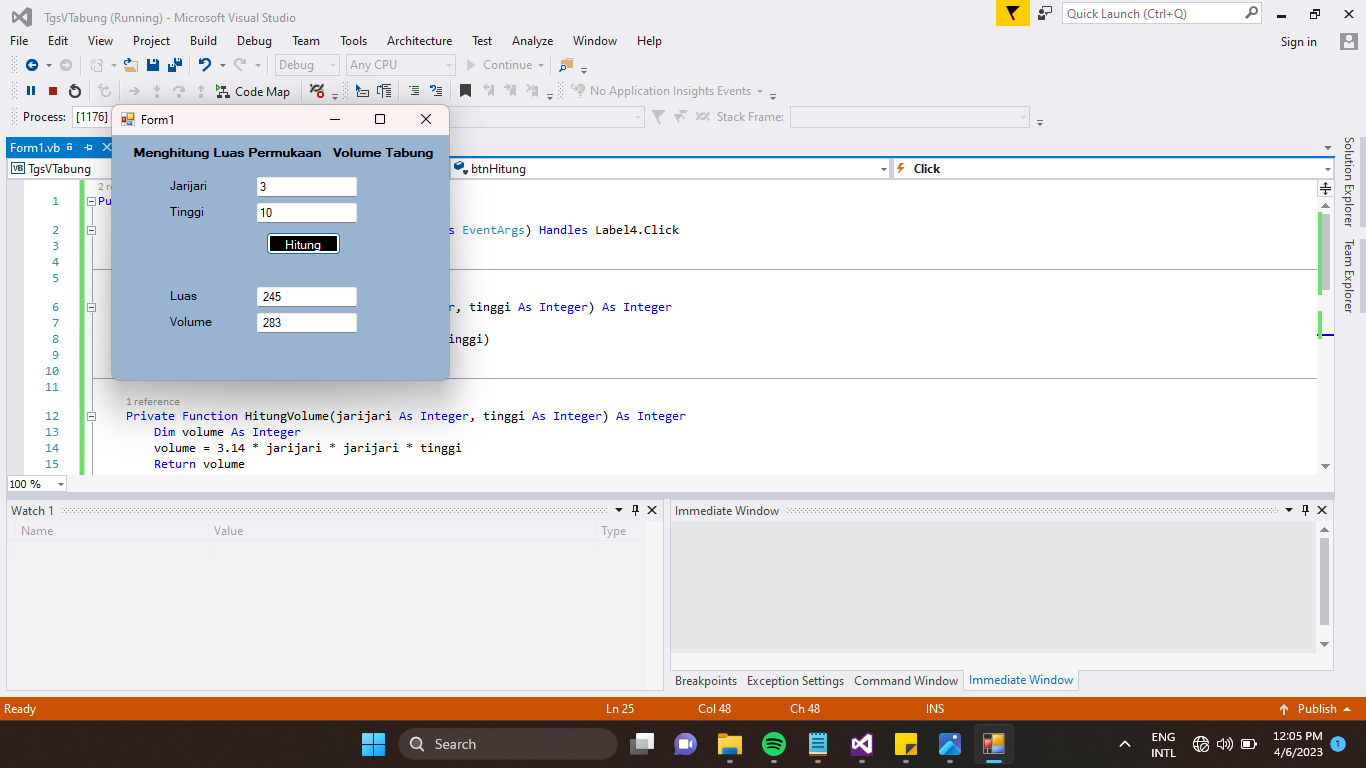 TgsVTabung (Running) - Microsoft Visual Studio
Quick Launch (Ctrl+Q)
File Edit View Project Build Debug Team Tools Architecture Test Analyze Window Help
Sign in
Debug Any CPU Continue
Code Map No Application Insights Events
Process: [1176] Stack Frame:
Form1
Form1.vb
Menghitung Luas Permukaan Volume Tabung
TgsVTabung btnHitung Click
Jarijari 3
Tinggi 10
Hitung
Luas 245
Volume 283
2 re
1 Pu
2 s EventArgs) Handles Label4.Click
3
4
5
6 r, tinggi As Integer) As Integer
7
8 inggi)
9
10
11
1 reference
12 Private Function HitungVolume(jarijari As Integer, tinggi As Integer) As Integer
13 Dim volume As Integer
14 volume = 3.14 * jarijari * jarijari * tinggi
15 Return volume
100 %
Solution Explorer
Team Explorer
Watch 1
Name Value Type
Immediate Window
Breakpoints Exception Settings Command Window Immediate Window
Ready Ln 25 Col 48 Ch 48 INS Publish
Search
ENG
INTL
12:05 PM
4/6/2023
1